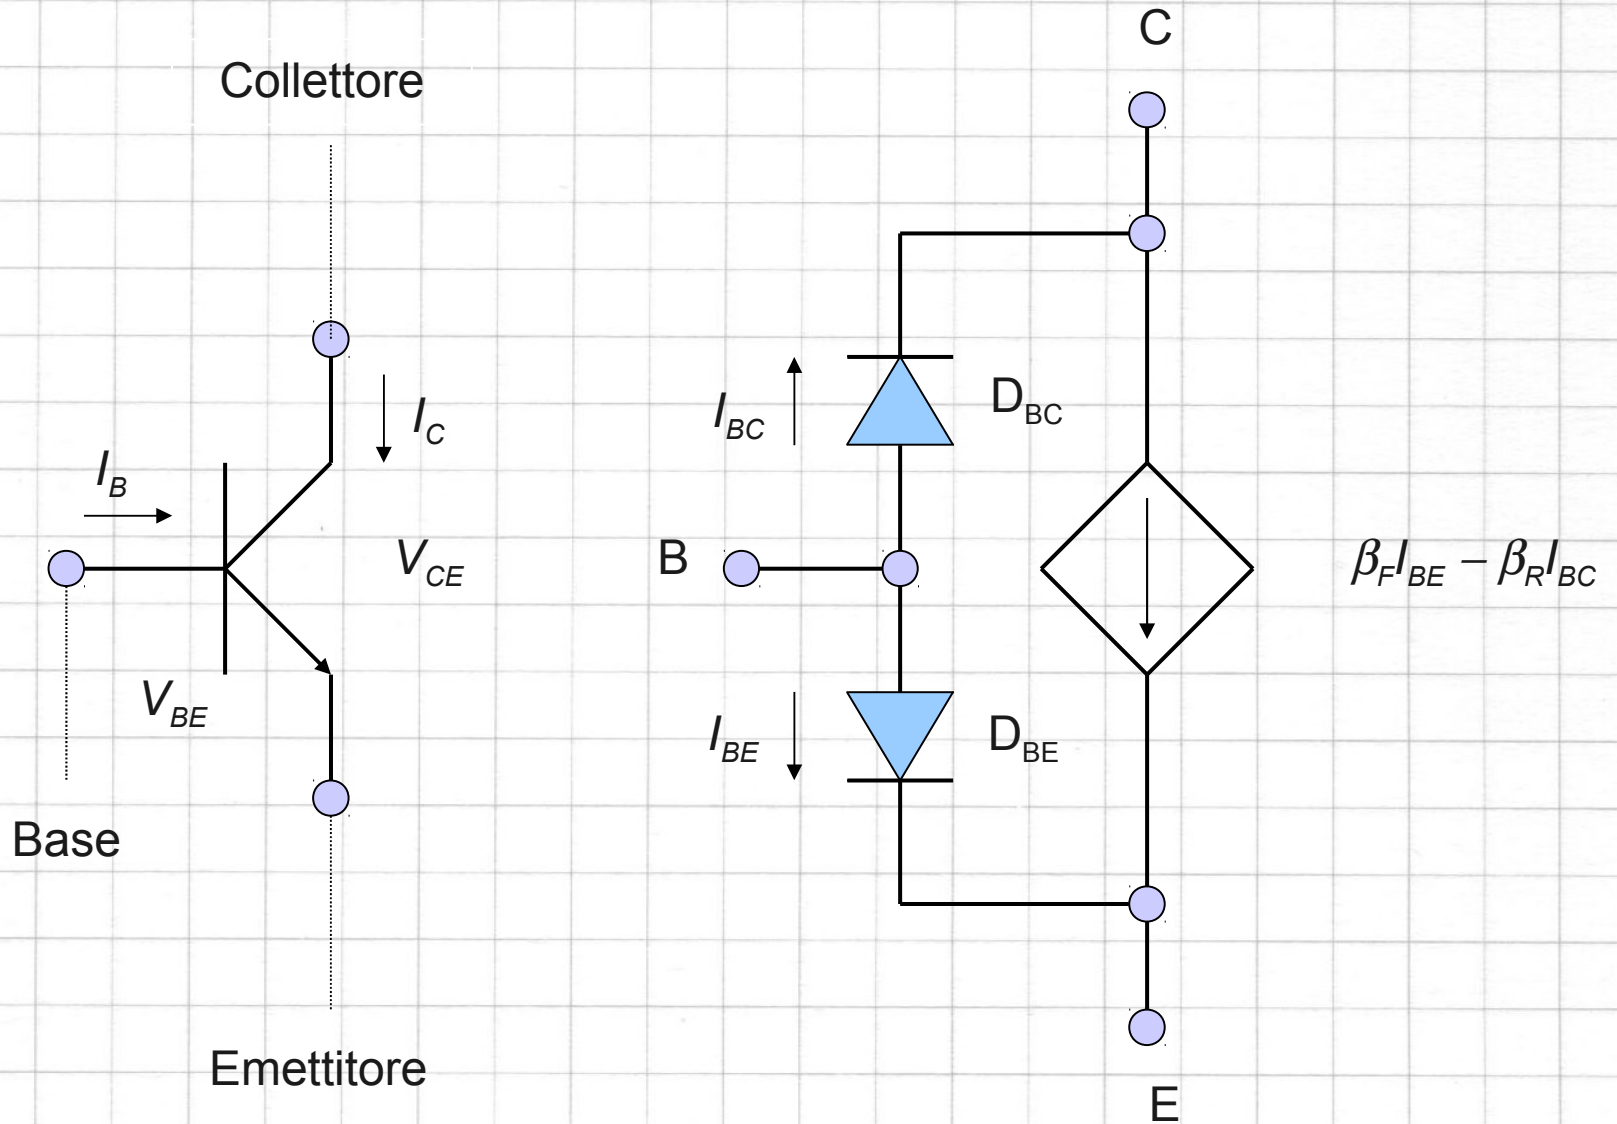 Collettore
I_C
I_B
V_CE
V_BE
Base
Emettitore
C
I_BC
D_BC
B
β_F I_BE − β_R I_BC
I_BE
D_BE
E